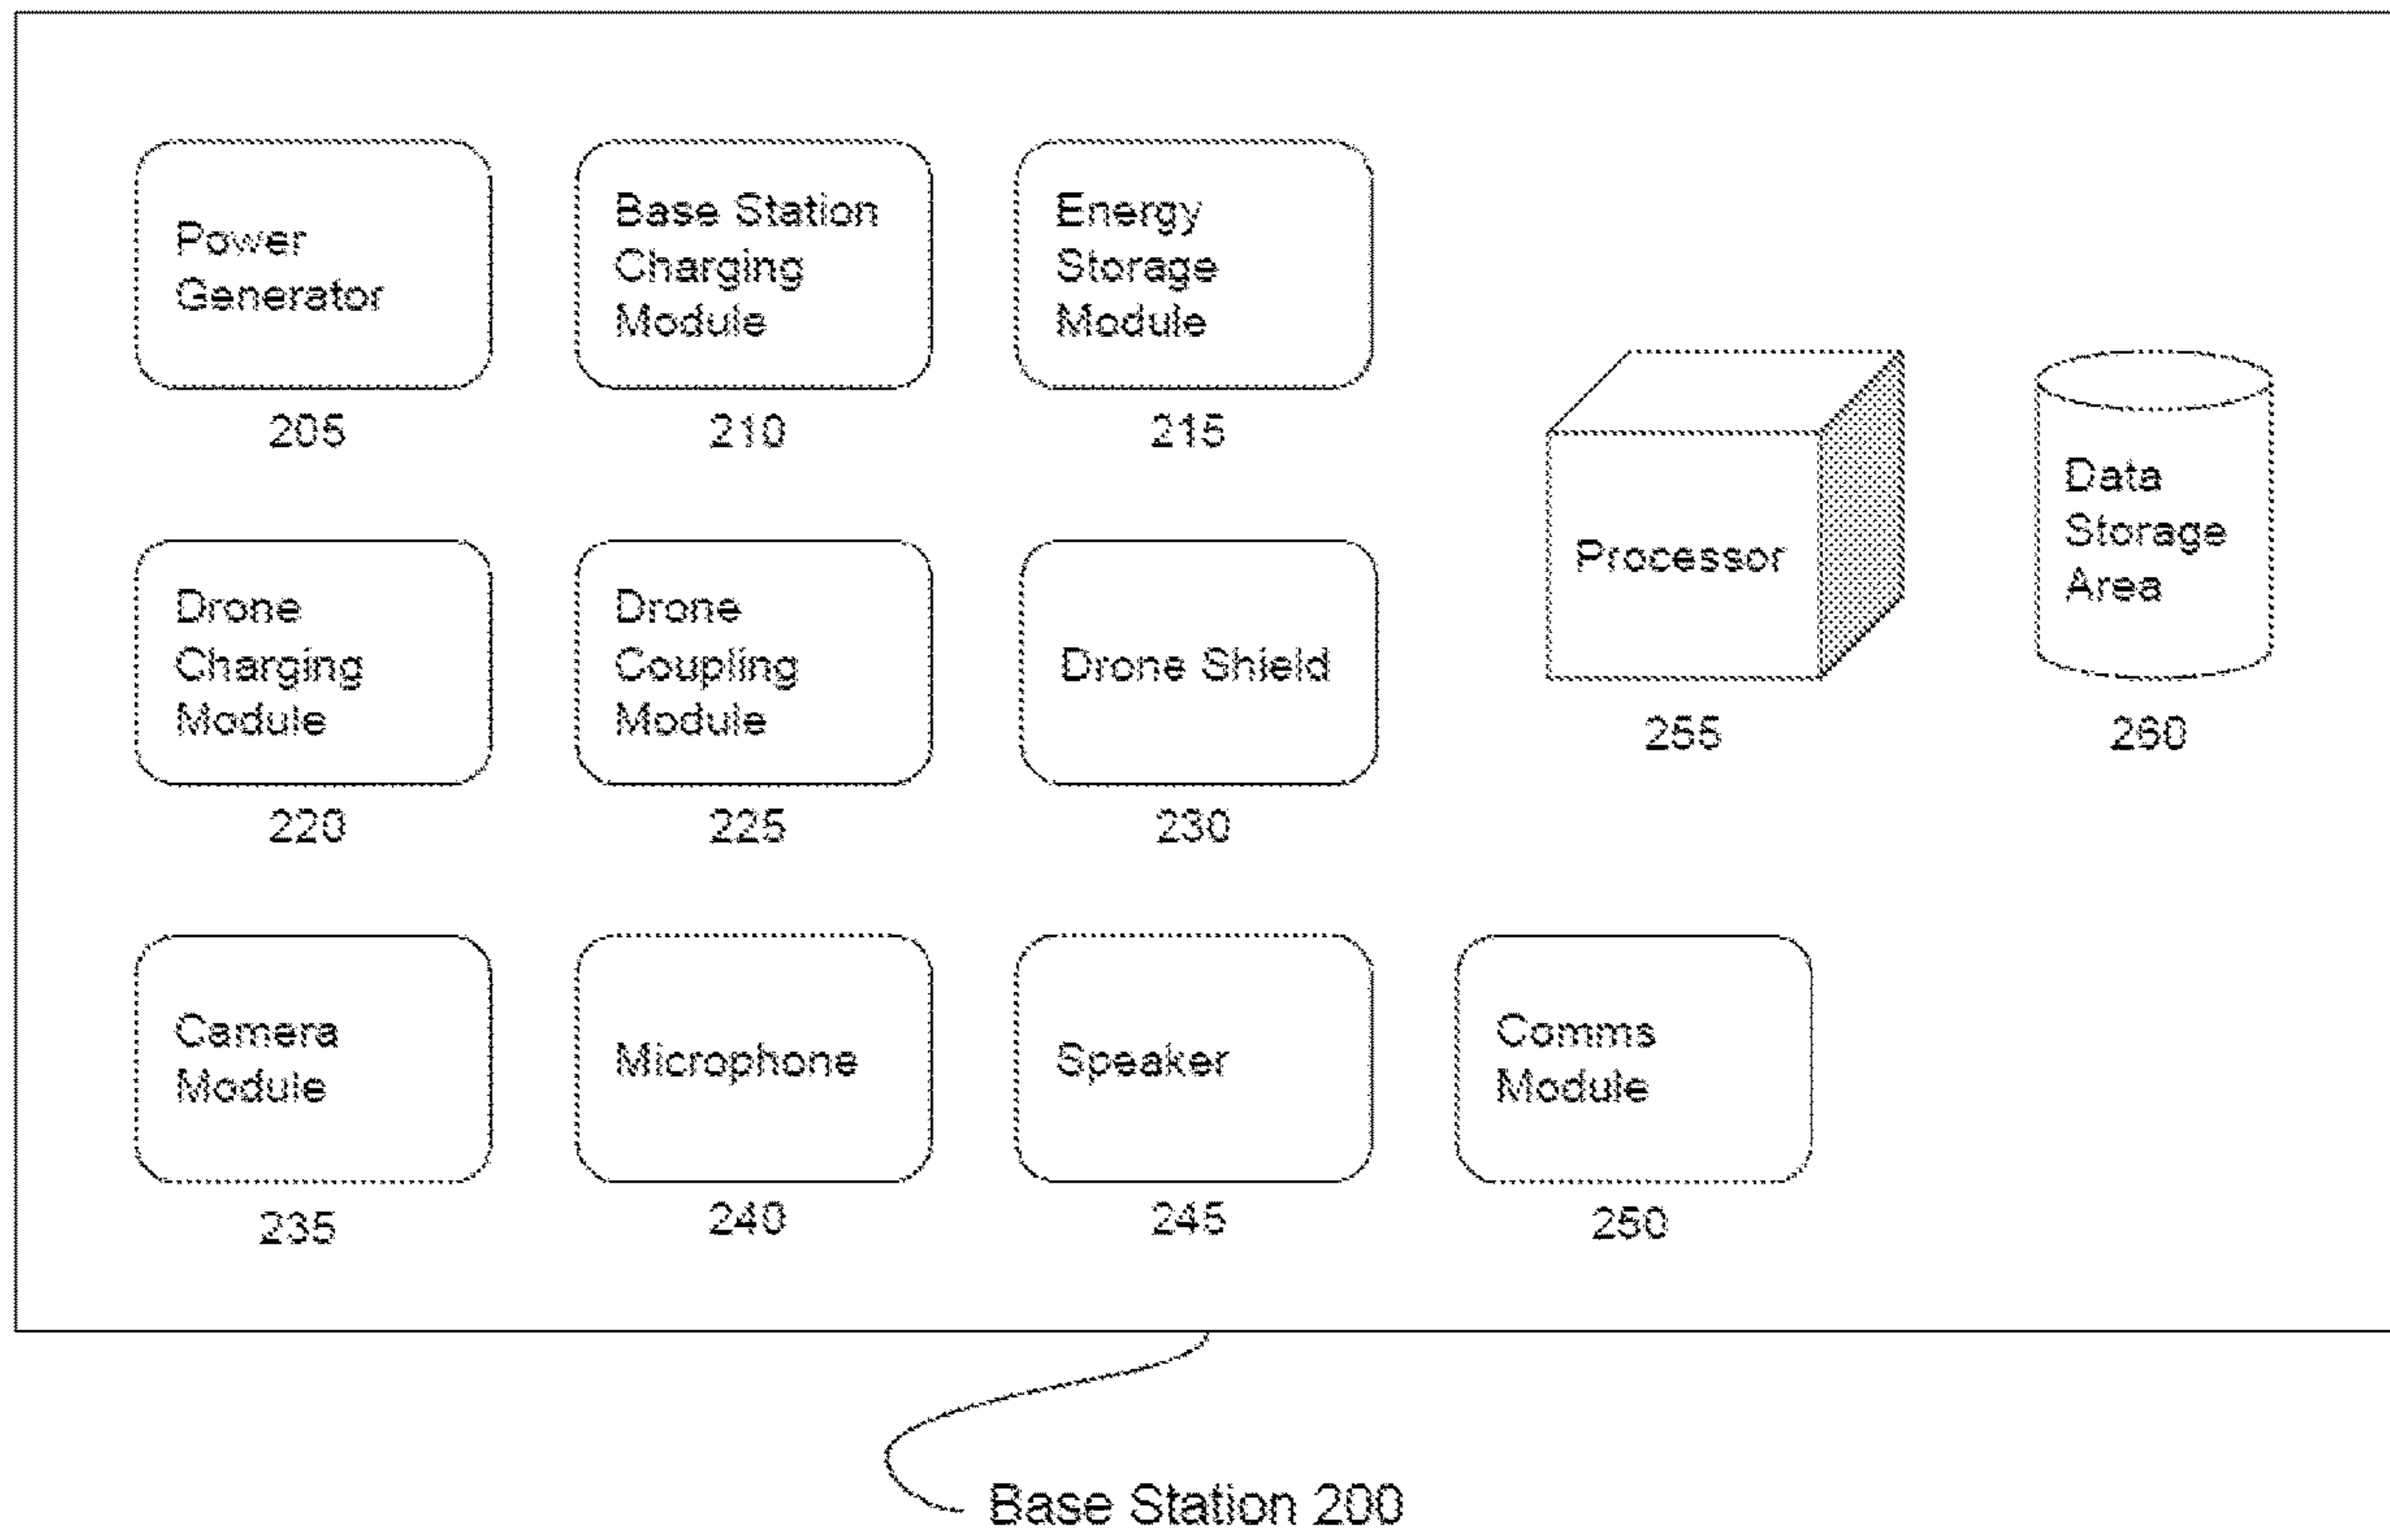 Power
Generator
205
Base Station
Charging
Module
210
Energy
Storage
Module
215
Drone
Charging
Module
220
Drone
Coupling
Module
225
Drone Shield
230
Processor
255
Data
Storage
Area
260
Camera
Module
235
Microphone
240
Speaker
245
Comms
Module
250
Base Station 200